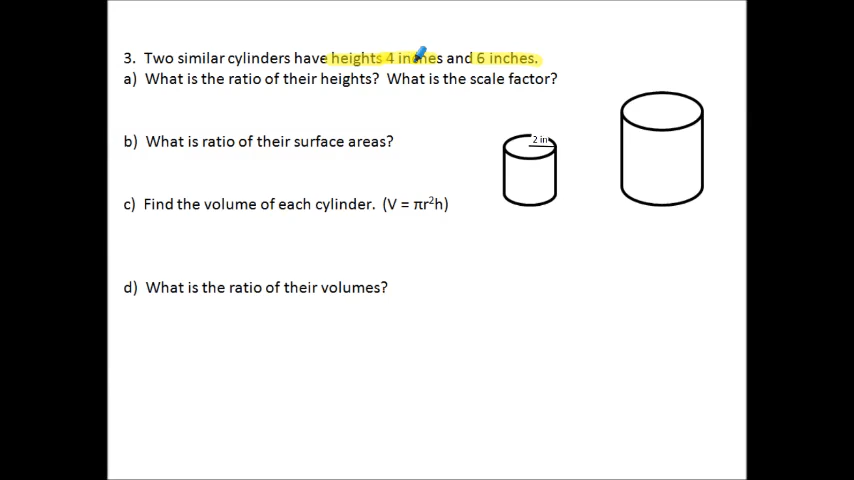 3. Two similar cylinders have heights 4 inches and 6 inches.
a) What is the ratio of their heights? What is the scale factor?
b) What is ratio of their surface areas?
2 in
c) Find the volume of each cylinder. (V = πr²h)
d) What is the ratio of their volumes?